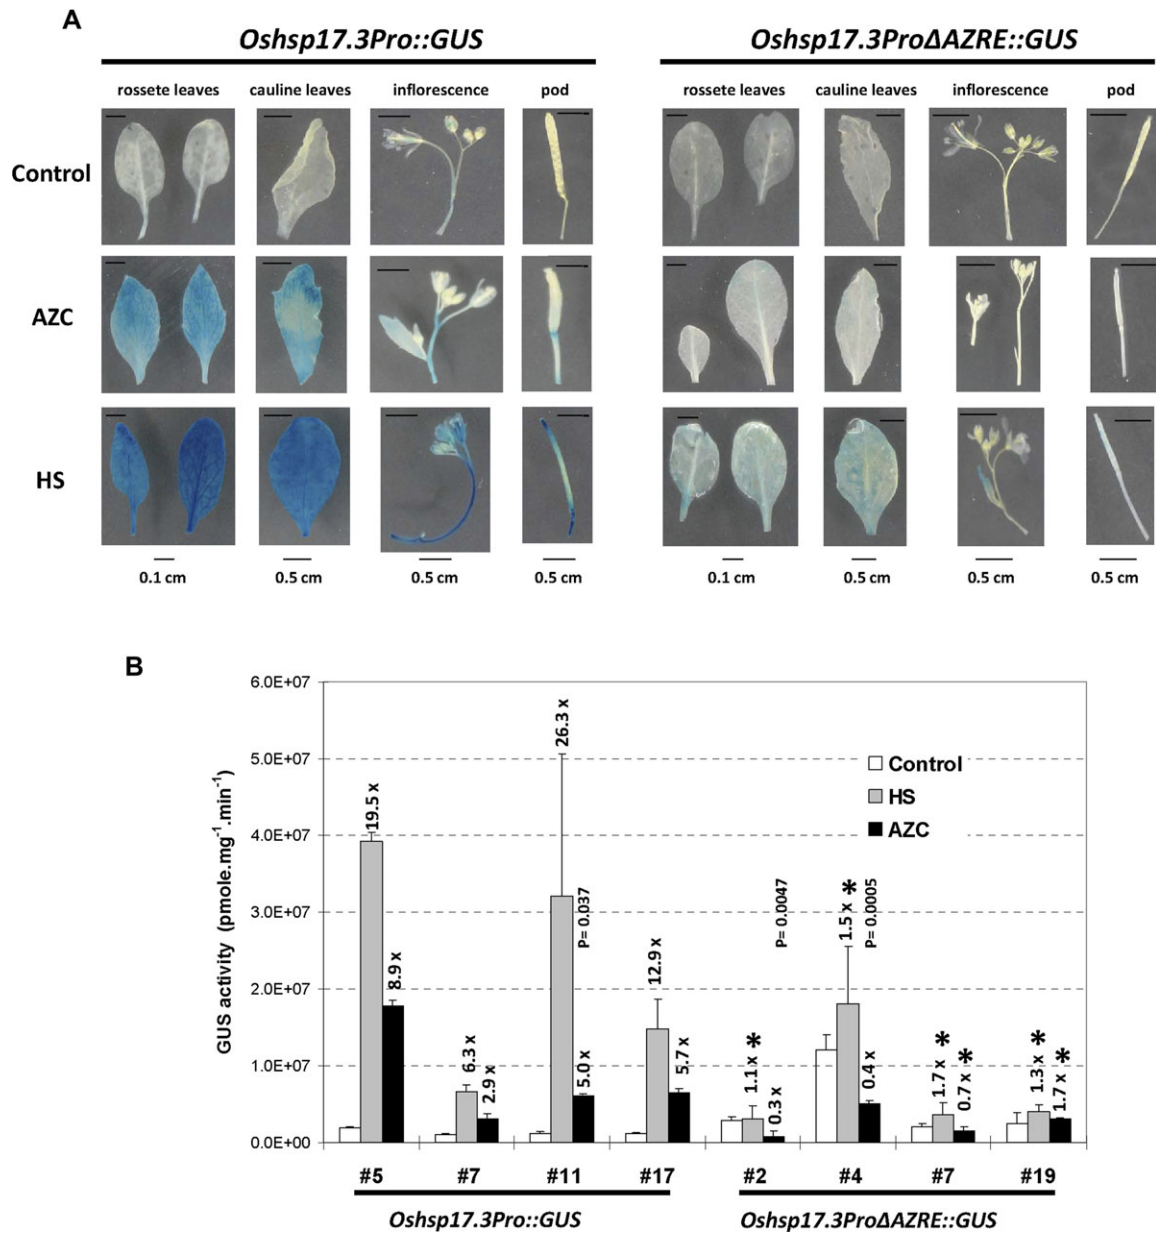 A
Oshsp17.3Pro::GUS
Oshsp17.3ProΔAZRE::GUS
rossete leaves cauline leaves inflorescence pod
rossete leaves cauline leaves inflorescence pod
Control
AZC
HS
0.1 cm 0.5 cm 0.5 cm 0.5 cm
0.1 cm 0.5 cm 0.5 cm 0.5 cm
B
GUS activity (pmole.mg⁻¹.min⁻¹)
6.0E+07
5.0E+07
4.0E+07
3.0E+07
2.0E+07
1.0E+07
0.0E+00
Control
HS
AZC
19.5 x
8.9 x
6.3 x
2.9 x
26.3 x
P= 0.037
5.0 x
12.9 x
5.7 x
1.1 x *
0.3 x
P= 0.0047
1.5 x *
0.4 x
P= 0.0005
1.7 x *
0.7 x *
1.3 x *
1.7 x *
#5 #7 #11 #17 #2 #4 #7 #19
Oshsp17.3Pro::GUS
Oshsp17.3ProΔAZRE::GUS